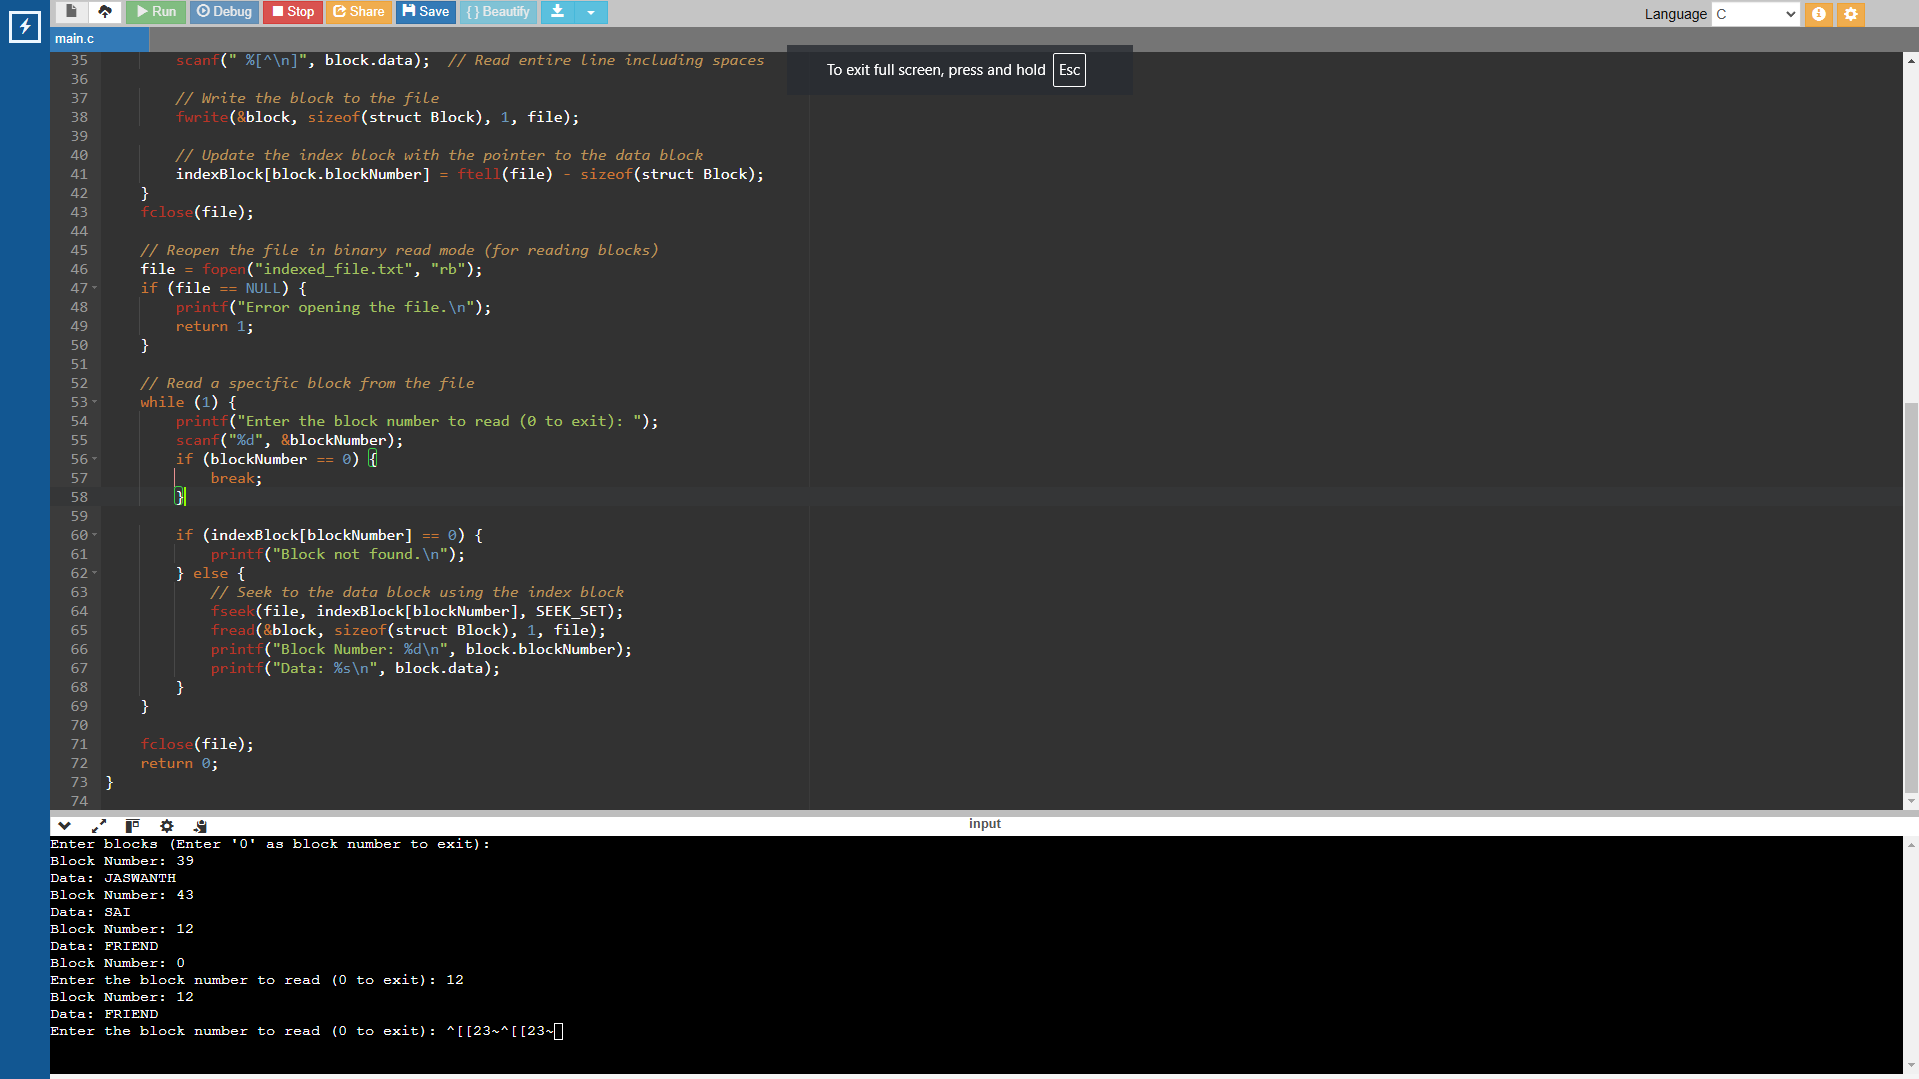 Run Debug Stop Share Save {} Beautify Language C
main.c
To exit full screen, press and hold Esc
35 scanf(" %[^\n]", block.data);  // Read entire line including spaces
36
37 // Write the block to the file
38 fwrite(&block, sizeof(struct Block), 1, file);
39
40 // Update the index block with the pointer to the data block
41 indexBlock[block.blockNumber] = ftell(file) - sizeof(struct Block);
42 }
43 fclose(file);
44
45 // Reopen the file in binary read mode (for reading blocks)
46 file = fopen("indexed_file.txt", "rb");
47 if (file == NULL) {
48 printf("Error opening the file.\n");
49 return 1;
50 }
51
52 // Read a specific block from the file
53 while (1) {
54 printf("Enter the block number to read (0 to exit): ");
55 scanf("%d", &blockNumber);
56 if (blockNumber == 0) {
57 break;
58 }
59
60 if (indexBlock[blockNumber] == 0) {
61 printf("Block not found.\n");
62 } else {
63 // Seek to the data block using the index block
64 fseek(file, indexBlock[blockNumber], SEEK_SET);
65 fread(&block, sizeof(struct Block), 1, file);
66 printf("Block Number: %d\n", block.blockNumber);
67 printf("Data: %s\n", block.data);
68 }
69 }
70
71 fclose(file);
72 return 0;
73 }
74
input
Enter blocks (Enter '0' as block number to exit):
Block Number: 39
Data: JASWANTH
Block Number: 43
Data: SAI
Block Number: 12
Data: FRIEND
Block Number: 0
Enter the block number to read (0 to exit): 12
Block Number: 12
Data: FRIEND
Enter the block number to read (0 to exit): ^[[23~^[[23~